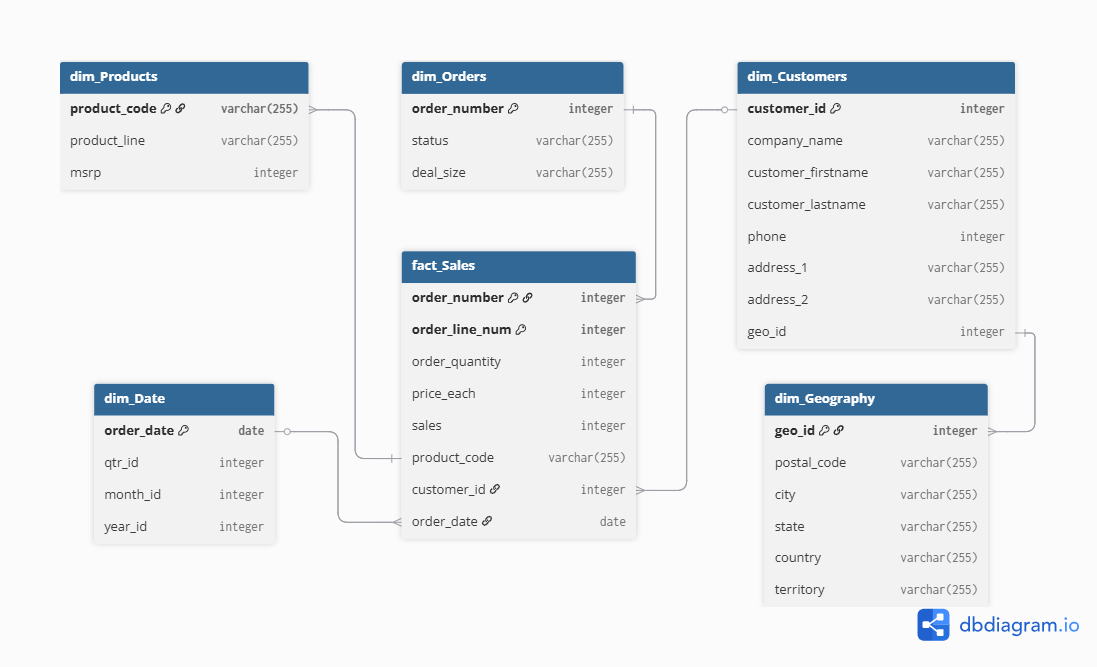 dim_Products
product_code varchar(255)
product_line varchar(255)
msrp integer
dim_Orders
order_number integer
status varchar(255)
deal_size varchar(255)
dim_Customers
customer_id integer
company_name varchar(255)
customer_firstname varchar(255)
customer_lastname varchar(255)
phone integer
address_1 varchar(255)
address_2 varchar(255)
geo_id integer
fact_Sales
order_number integer
order_line_num integer
order_quantity integer
price_each integer
sales integer
product_code varchar(255)
customer_id integer
order_date date
dim_Date
order_date date
qtr_id integer
month_id integer
year_id integer
dim_Geography
geo_id integer
postal_code varchar(255)
city varchar(255)
state varchar(255)
country varchar(255)
territory varchar(255)
dbdiagram.io